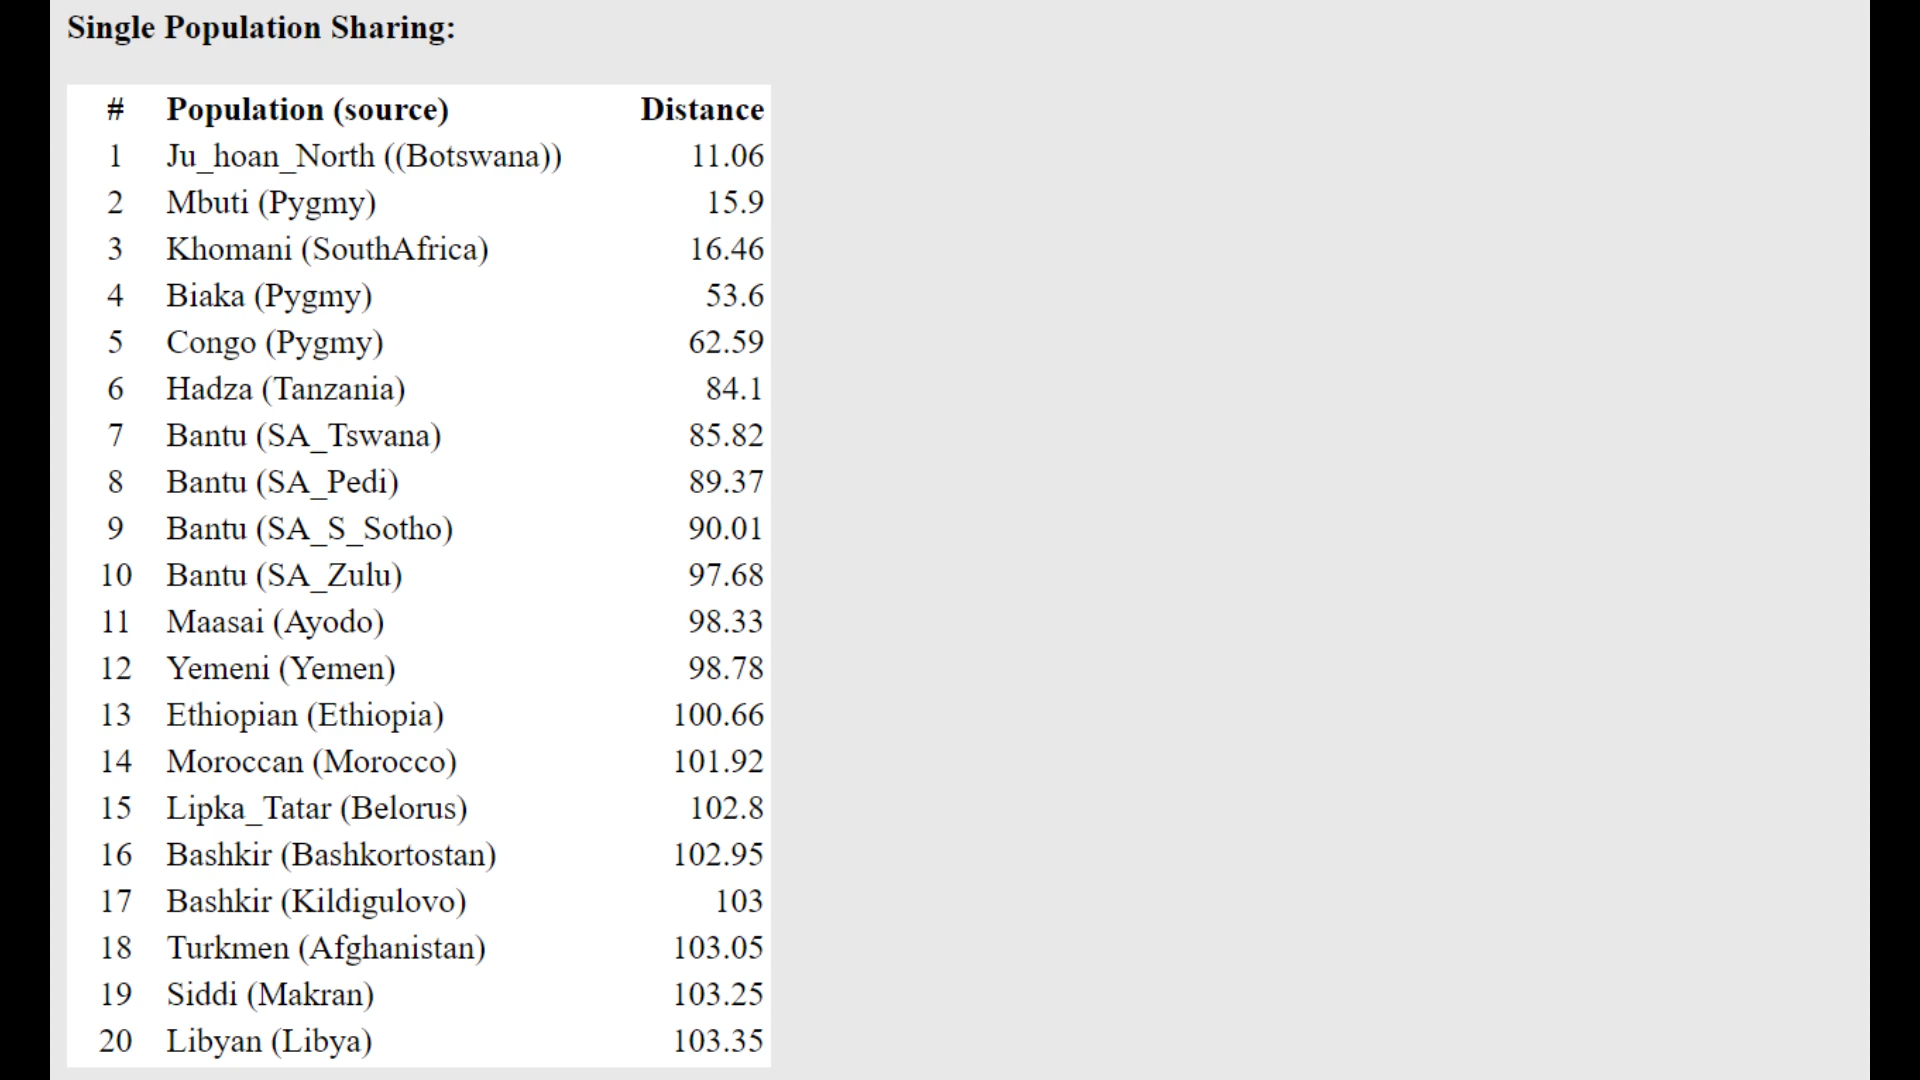 Single Population Sharing:
# Population (source) Distance
1 Ju_hoan_North ((Botswana)) 11.06
2 Mbuti (Pygmy) 15.9
3 Khomani (SouthAfrica) 16.46
4 Biaka (Pygmy) 53.6
5 Congo (Pygmy) 62.59
6 Hadza (Tanzania) 84.1
7 Bantu (SA_Tswana) 85.82
8 Bantu (SA_Pedi) 89.37
9 Bantu (SA_S_Sotho) 90.01
10 Bantu (SA_Zulu) 97.68
11 Maasai (Ayodo) 98.33
12 Yemeni (Yemen) 98.78
13 Ethiopian (Ethiopia) 100.66
14 Moroccan (Morocco) 101.92
15 Lipka_Tatar (Belorus) 102.8
16 Bashkir (Bashkortostan) 102.95
17 Bashkir (Kildigulovo) 103
18 Turkmen (Afghanistan) 103.05
19 Siddi (Makran) 103.25
20 Libyan (Libya) 103.35